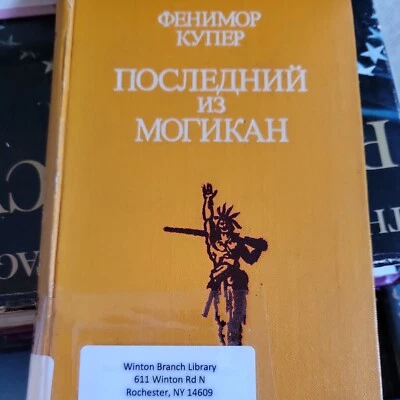 ФЕНИМОР
КУПЕР
ПОСЛЕДНИЙ
ИЗ
МОГИКАН
Winton Branch Library
611 Winton Rd N
Rochester, NY 14609